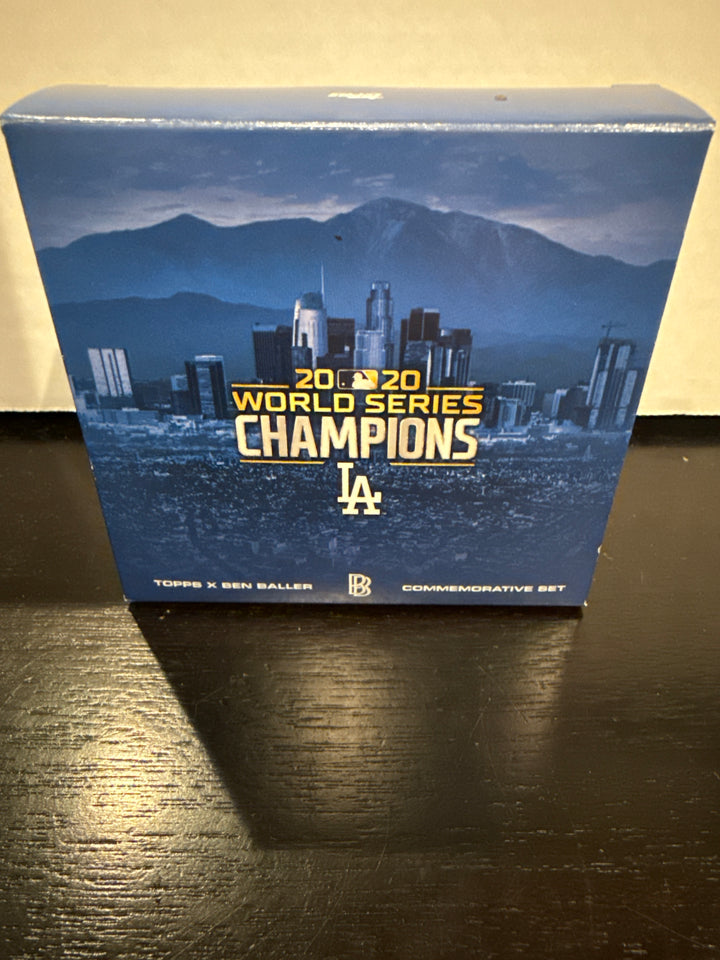 2020
WORLD SERIES
CHAMPIONS
LA
TOPPS X BEN BALLER BB COMMEMORATIVE SET